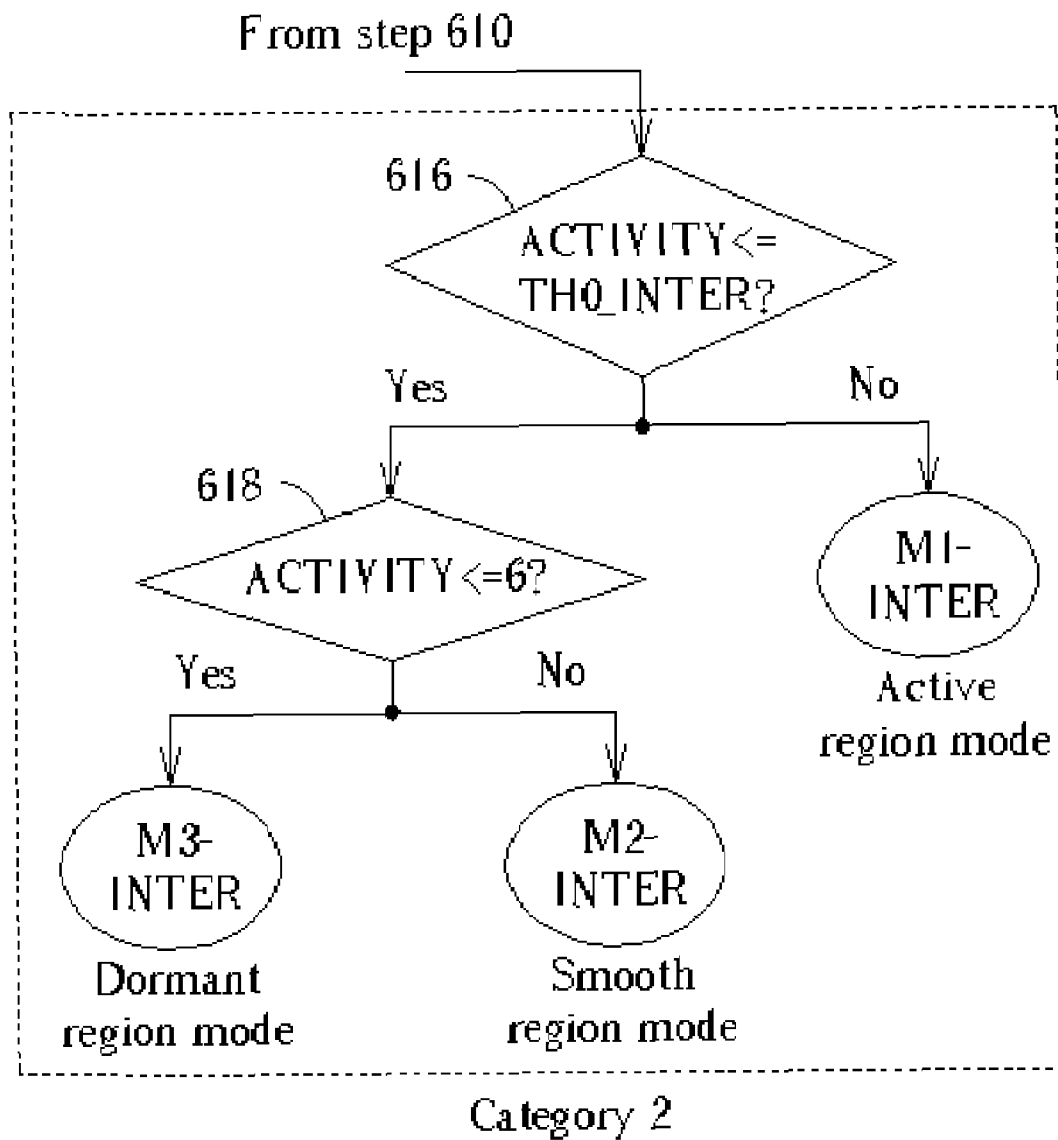 From step 610
616
ACTIVITY<=
TH0_INTER?
Yes
No
618
ACTIVITY<=6?
M1-
INTER
Yes
No
Active
region mode
M3-
INTER
M2-
INTER
Dormant
region mode
Smooth
region mode
Category 2